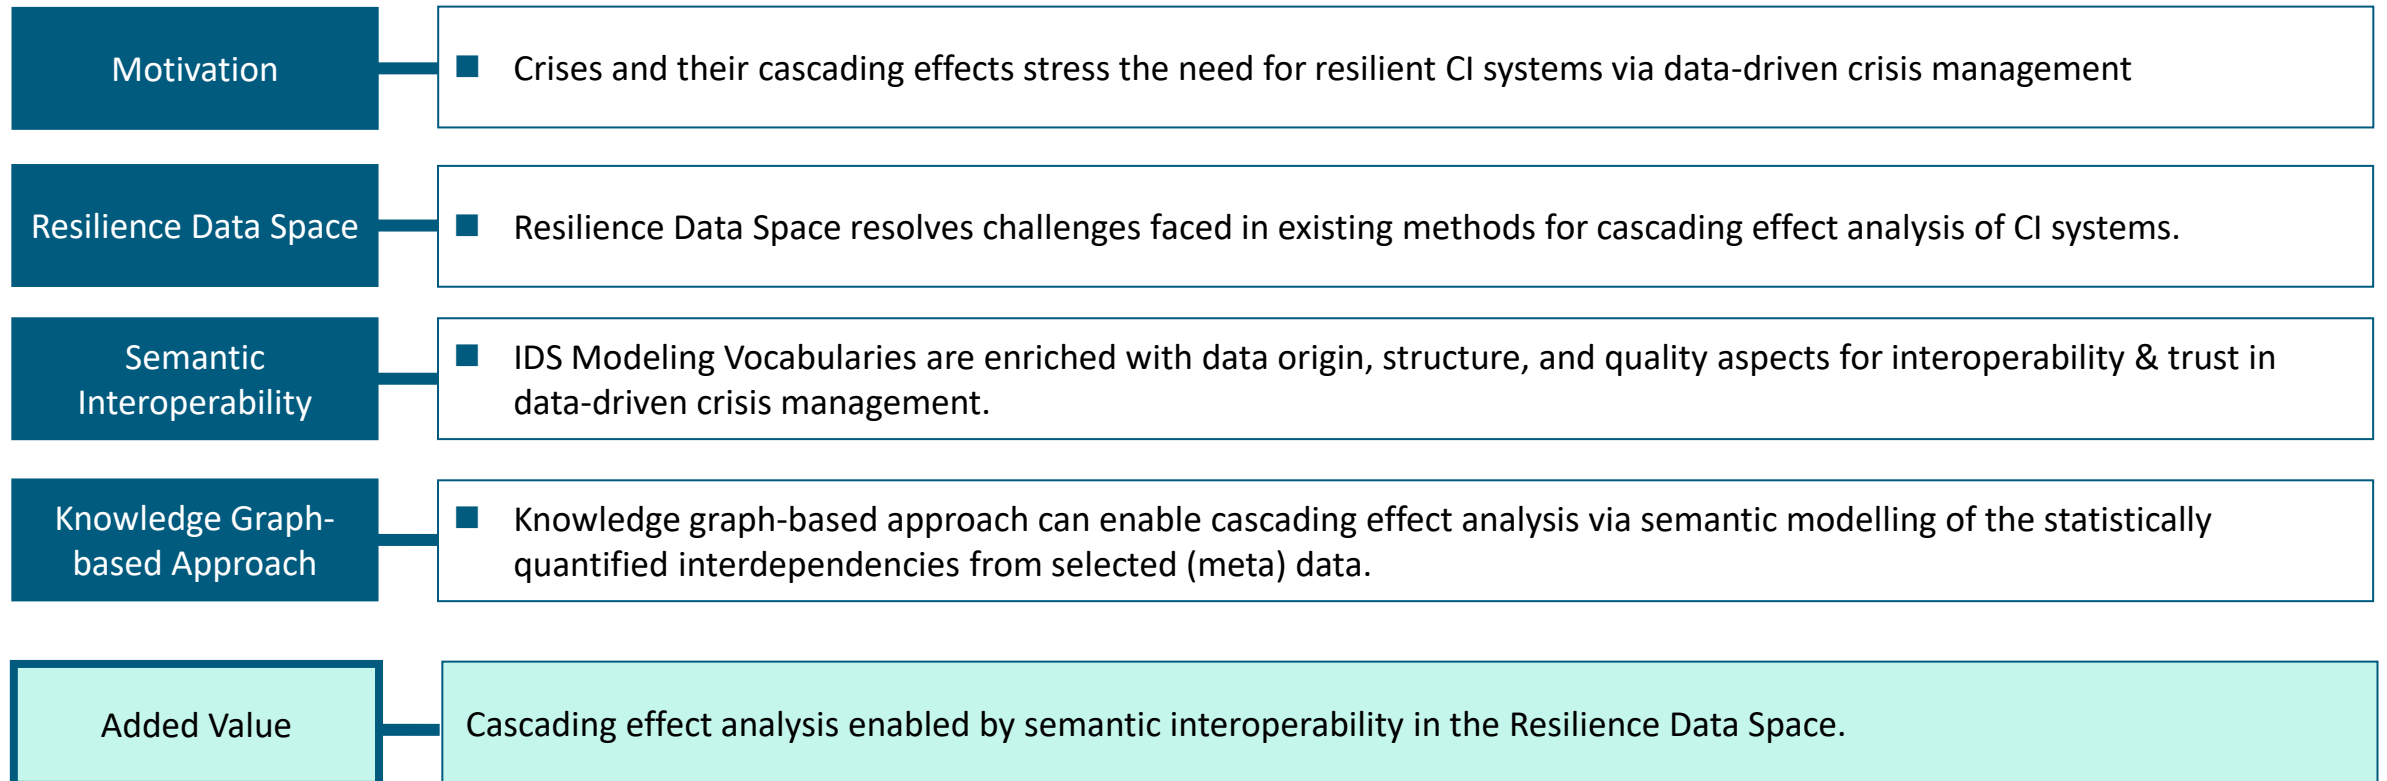 Motivation
■ Crises and their cascading effects stress the need for resilient CI systems via data-driven crisis management
Resilience Data Space
■ Resilience Data Space resolves challenges faced in existing methods for cascading effect analysis of CI systems.
Semantic
Interoperability
■ IDS Modeling Vocabularies are enriched with data origin, structure, and quality aspects for interoperability & trust in
data-driven crisis management.
Knowledge Graph-
based Approach
■ Knowledge graph-based approach can enable cascading effect analysis via semantic modelling of the statistically
quantified interdependencies from selected (meta) data.
Added Value
Cascading effect analysis enabled by semantic interoperability in the Resilience Data Space.